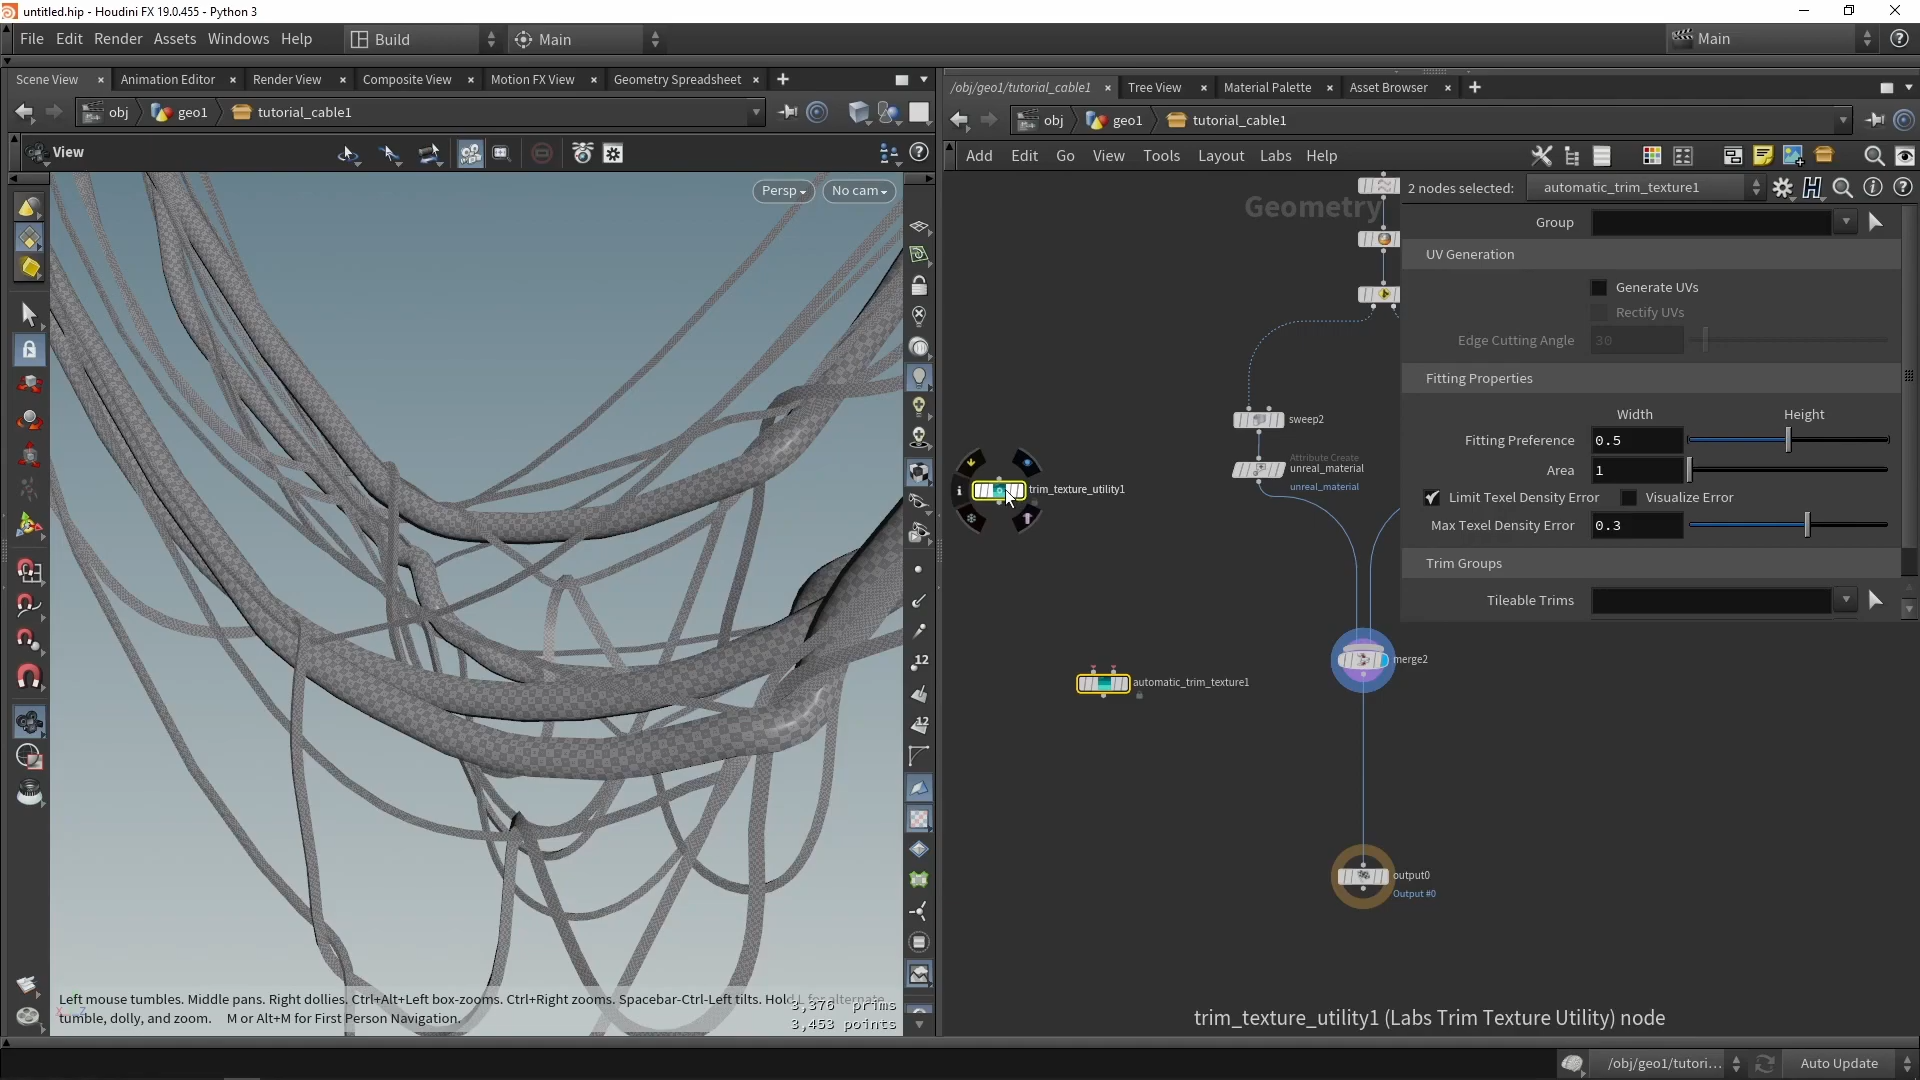 untitled.hip - Houdini FX 19.0.455 - Python 3
File Edit Render Assets Windows Help Build Main Main
Scene View Animation Editor Render View Composite View Motion FX View Geometry Spreadsheet
obj geo1 tutorial_cable1
View
Persp No cam
Left mouse tumbles. Middle pans. Right dollies. Ctrl+Alt+Left box-zooms. Ctrl+Right zooms. Spacebar-Ctrl-Left tilts. Hold L for alternate
tumble, dolly, and zoom. M or Alt+M for First Person Navigation.
3,376 prims
3,453 points
12
12
/obj/geo1/tutorial_cable1 Tree View Material Palette Asset Browser
obj geo1 tutorial_cable1
Add Edit Go View Tools Layout Labs Help
Geometry
2 nodes selected: automatic_trim_texture1
Group
UV Generation
Generate UVs
Rectify UVs
Edge Cutting Angle 30
Fitting Properties
Width Height
Fitting Preference 0.5
Area 1
Limit Texel Density Error Visualize Error
Max Texel Density Error 0.3
Trim Groups
Tileable Trims
sweep2
Attribute Create
unreal_material
unreal_material
trim_texture_utility1
merge2
automatic_trim_texture1
output0
Output #0
trim_texture_utility1 (Labs Trim Texture Utility) node
/obj/geo1/tutori... Auto Update